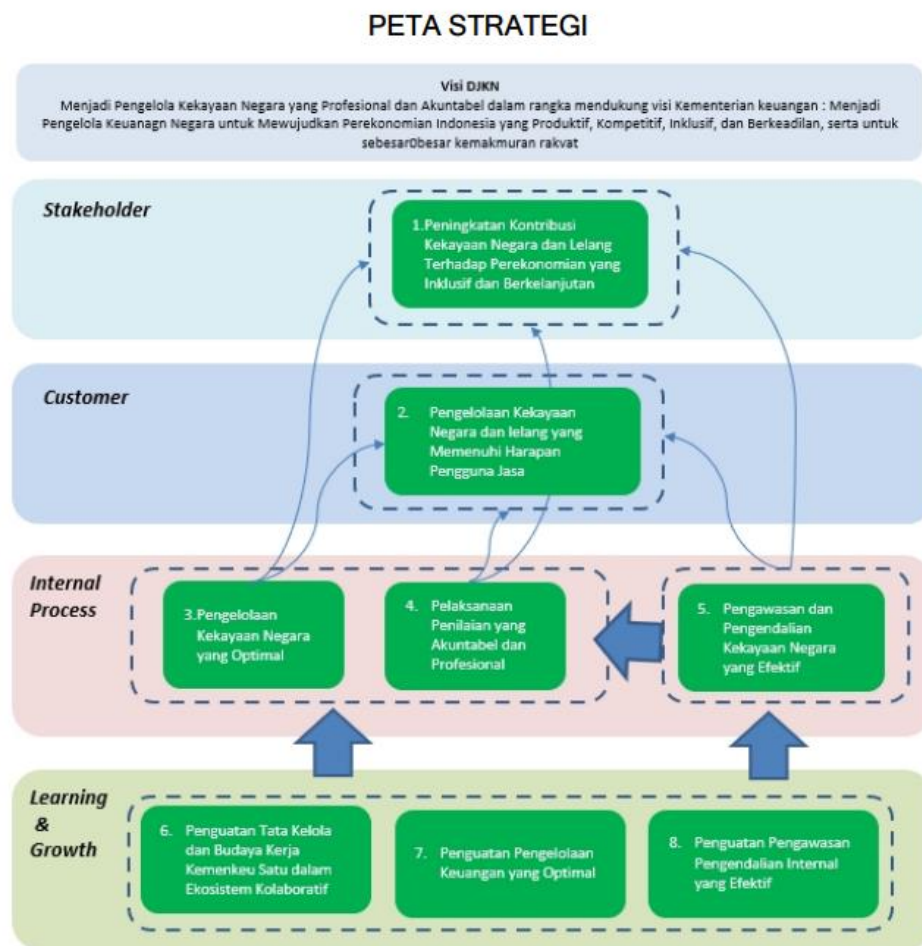 PETA STRATEGI
Visi DJKN
Menjadi Pengelola Kekayaan Negara yang Profesional dan Akuntabel dalam rangka mendukung visi Kementerian keuangan : Menjadi
Pengelola Keuanagn Negara untuk Mewujudkan Perekonomian Indonesia yang Produktif, Kompetitif, Inklusif, dan Berkeadilan, serta untuk
sebesar0besar kemakmuran rakyat
Stakeholder
1.Peningkatan Kontribusi
Kekayaan Negara dan Lelang
Terhadap Perekonomian yang
Inklusif dan Berkelanjutan
Customer
2. Pengelolaan Kekayaan
Negara dan lelang yang
Memenuhi Harapan
Pengguna Jasa
Internal
Process
3.Pengelolaan
Kekayaan Negara
yang Optimal
4. Pelaksanaan
Penilaian yang
Akuntabel dan
Profesional
5. Pengawasan dan
Pengendalian
Kekayaan Negara
yang Efektif
Learning
&
Growth
6. Penguatan Tata Kelola
dan Budaya Kerja
Kemenkeu Satu dalam
Ekosistem Kolaboratif
7. Penguatan Pengelolaan
Keuangan yang Optimal
8. Penguatan Pengawasan
Pengendalian Internal
yang Efektif